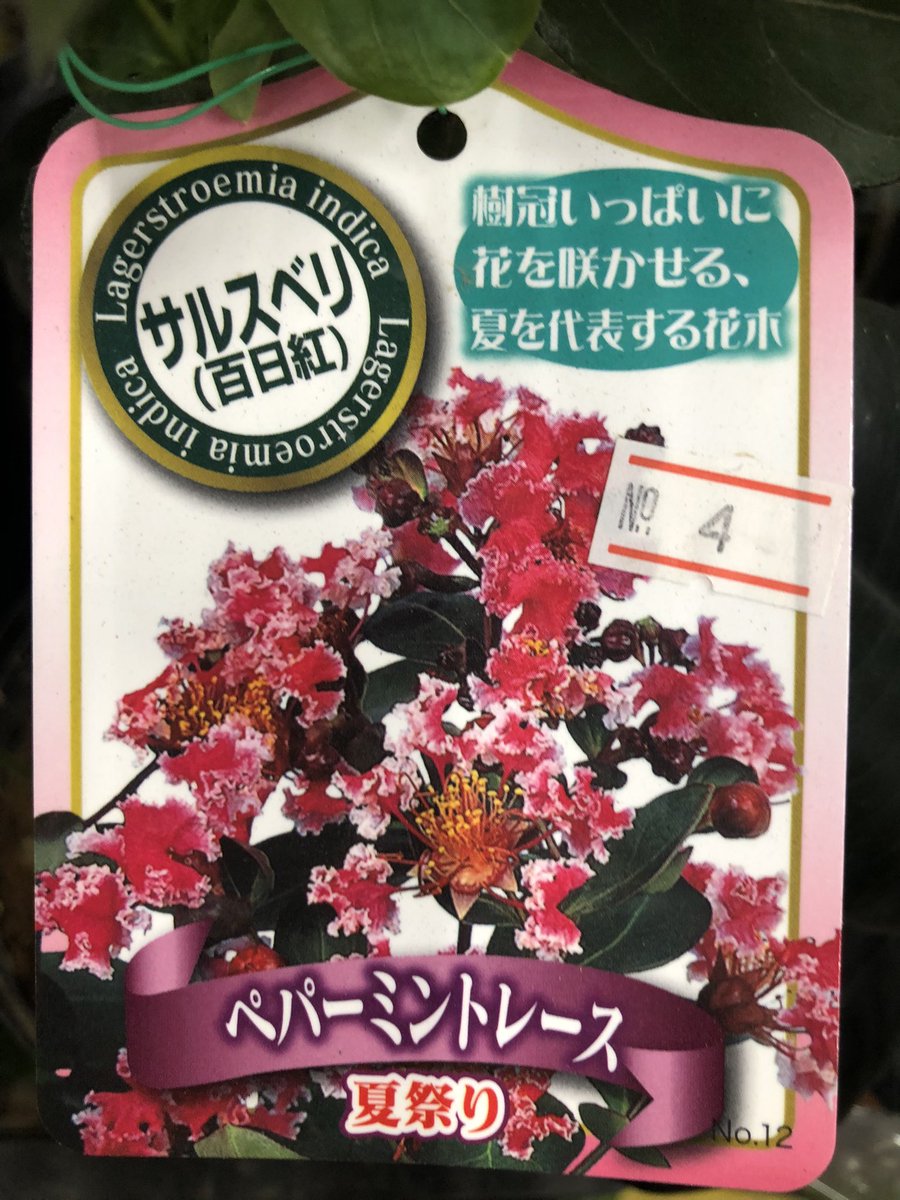 Lagerstroemia indica
サルスベリ
(百日紅)
Lagerstroemia indica
樹冠いっぱいに
花を咲かせる、
夏を代表する花木
No. 4
ペパーミントレース
夏祭り
No.12